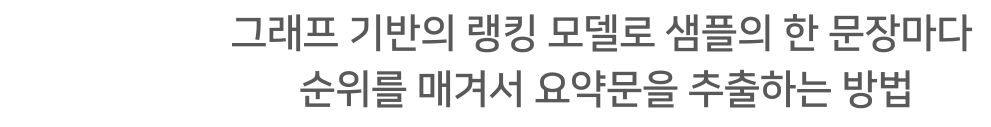 그래프 기반의 랭킹 모델로 샘플의 한 문장마다
순위를 매겨서 요약문을 추출하는 방법